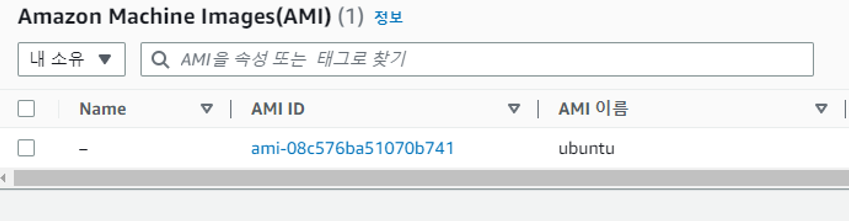 Amazon Machine Images(AMI) (1) 정보
내 소유 AMI을 속성 또는 태그로 찾기
Name AMI ID AMI 이름
– ami-08c576ba51070b741 ubuntu